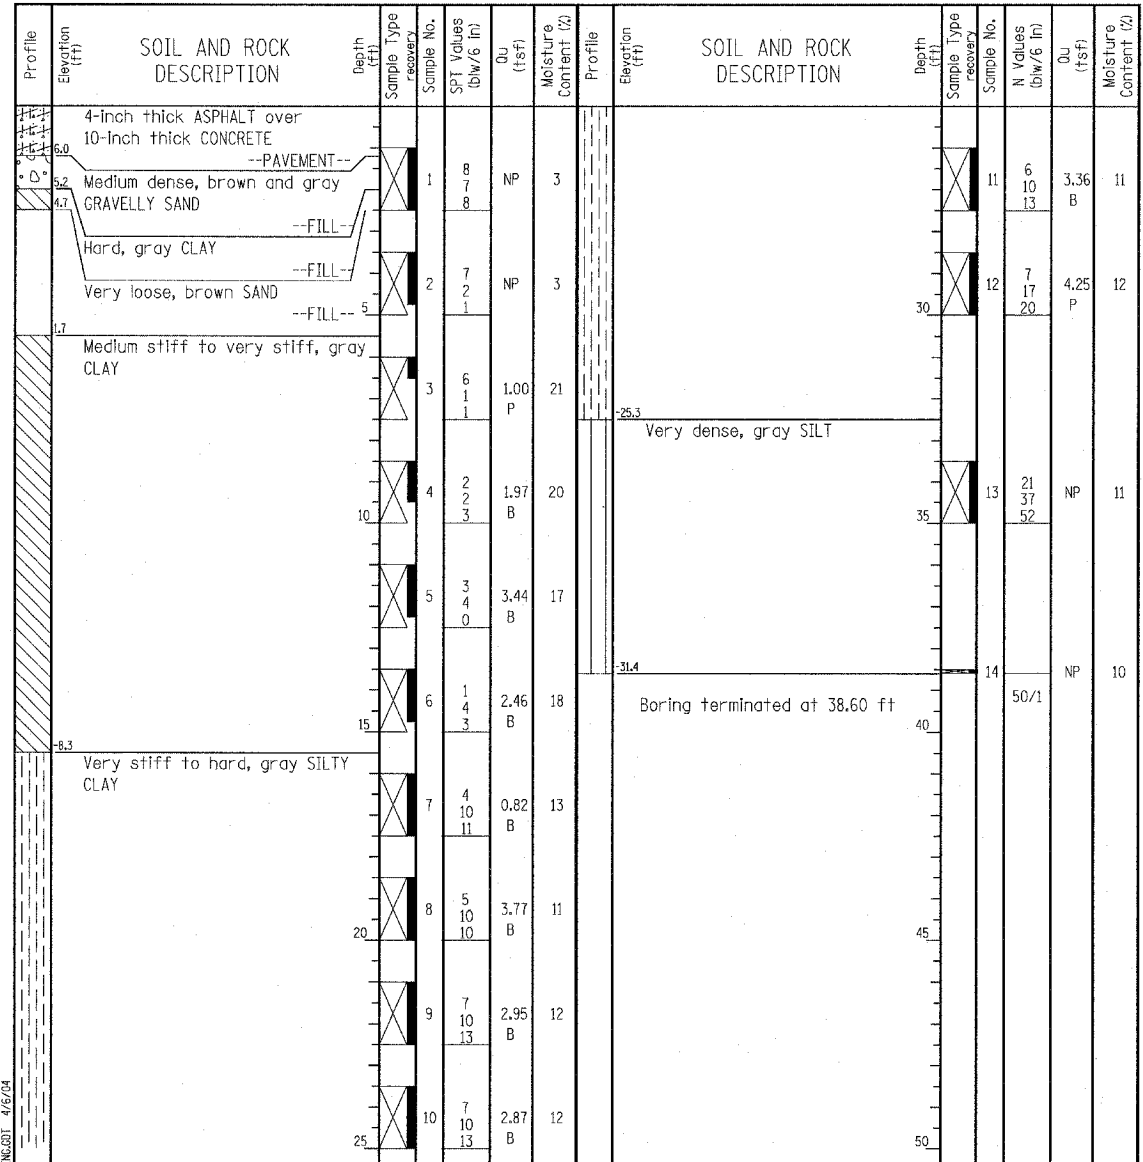 Profile
Elevation (ft)
SOIL AND ROCK
DESCRIPTION
Depth (ft)
Sample Type
recovery
Sample No.
SPT Values
(blw/6 in)
Qu
(tsf)
Moisture
Content (%)
4-inch thick ASPHALT over
10-inch thick CONCRETE
6.0
--PAVEMENT--
1
8
7
8
NP
3
5.2
Medium dense, brown and gray
GRAVELLY SAND
4.7
--FILL--
Hard, gray CLAY
--FILL--
2
7
2
1
NP
3
Very loose, brown SAND
--FILL--
5
1.7
Medium stiff to very stiff, gray
CLAY
3
6
1
1
1.00
P
21
4
2
2
3
1.97
B
20
10
5
3
4
0
3.44
B
17
6
1
4
3
2.46
B
18
15
-8.3
Very stiff to hard, gray SILTY
CLAY
7
4
10
11
0.82
B
13
8
5
10
10
3.77
B
11
20
9
7
10
13
2.95
B
12
10
7
10
13
2.87
B
12
25
NG.GDT 4/6/04
Profile
Elevation
(ft)
SOIL AND ROCK
DESCRIPTION
Depth
(ft)
Sample Type
recovery
Sample No.
N Values
(blw/6 in)
Qu
(tsf)
Moisture
Content (%)
11
6
10
13
3.36
B
11
12
7
17
20
4.25
P
12
30
-25.3
Very dense, gray SILT
13
21
37
52
NP
11
35
-31.4
14
NP
10
50/1
Boring terminated at 38.60 ft
40
45
50